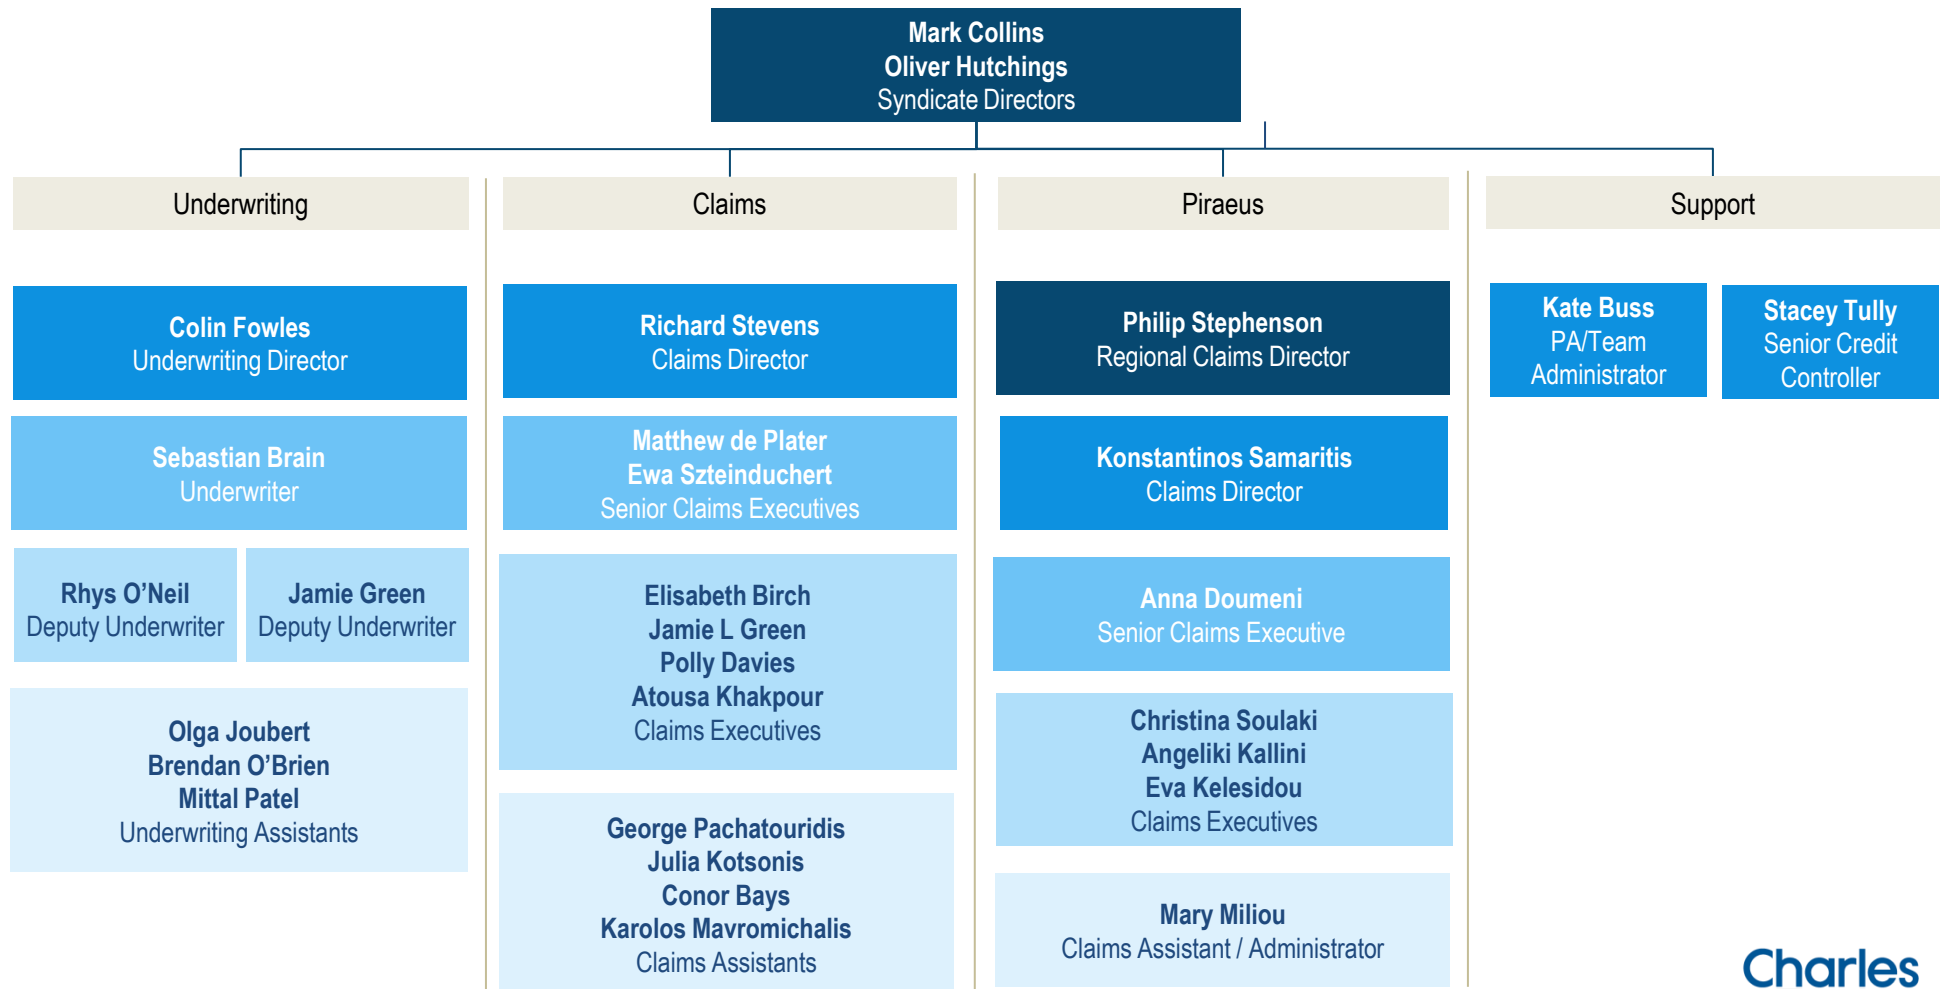 Mark Collins
Oliver Hutchings
Syndicate Directors
Underwriting
Colin Fowles
Underwriting Director
Sebastian Brain
Underwriter
Rhys O’Neil
Deputy Underwriter
Jamie Green
Deputy Underwriter
Olga Joubert
Brendan O’Brien
Mittal Patel
Underwriting Assistants
Claims
Richard Stevens
Claims Director
Matthew de Plater
Ewa Szteinduchert
Senior Claims Executives
Elisabeth Birch
Jamie L Green
Polly Davies
Atousa Khakpour
Claims Executives
George Pachatouridis
Julia Kotsonis
Conor Bays
Karolos Mavromichalis
Claims Assistants
Piraeus
Philip Stephenson
Regional Claims Director
Konstantinos Samaritis
Claims Director
Anna Doumeni
Senior Claims Executive
Christina Soulaki
Angeliki Kallini
Eva Kelesidou
Claims Executives
Mary Miliou
Claims Assistant / Administrator
Support
Kate Buss
PA/Team
Administrator
Stacey Tully
Senior Credit
Controller
Charles